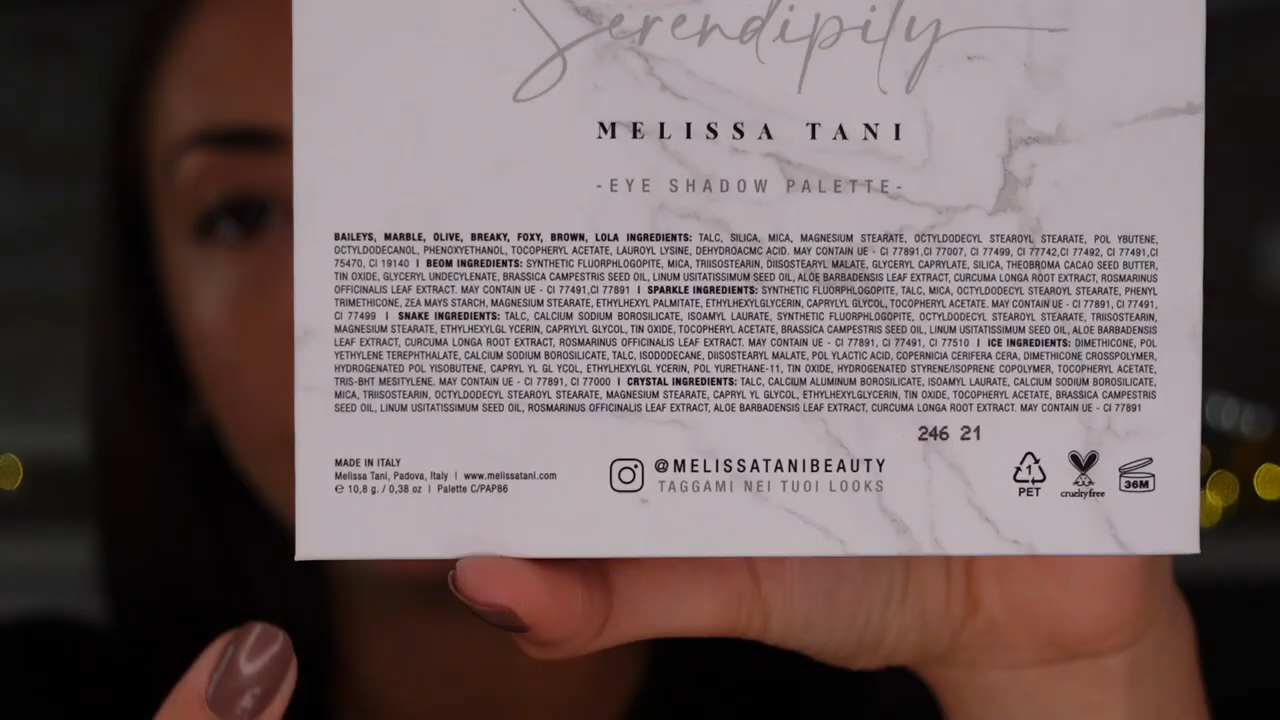 Serendipity
MELISSA TANI
-EYE SHADOW PALETTE-
BAILEYS, MARBLE, OLIVE, BREAKY, FOXY, BROWN, LOLA INGREDIENTS: TALC, SILICA, MICA, MAGNESIUM STEARATE, OCTYLDODECYL STEAROYL STEARATE, POL YBUTENE,
OCTYLDODECANOL, PHENOXYETHANOL, TOCOPHERYL ACETATE, LAUROYL LYSINE, DEHYDROACMC ACID. MAY CONTAIN UE - CI 77891,CI 77007, CI 77499, CI 77742,CI 77492, CI 77491,CI
75470, CI 19140 I BEOM INGREDIENTS: SYNTHETIC FLUORPHLOGOPITE, MICA, TRIISOSTEARIN, DIISOSTEARYL MALATE, GLYCERYL CAPRYLATE, SILICA, THEOBROMA CACAO SEED BUTTER,
TIN OXIDE, GLYCERYL UNDECYLENATE, BRASSICA CAMPESTRIS SEED OIL, LINUM USITATISSIMUM SEED OIL, ALOE BARBADENSIS LEAF EXTRACT, CURCUMA LONGA ROOT EXTRACT, ROSMARINUS
OFFICINALIS LEAF EXTRACT. MAY CONTAIN UE - CI 77491,CI 77891 I SPARKLE INGREDIENTS: SYNTHETIC FLUORPHLOGOPITE, TALC, MICA, OCTYLDODECYL STEAROYL STEARATE, PHENYL
TRIMETHICONE, ZEA MAYS STARCH, MAGNESIUM STEARATE, ETHYLHEXYL PALMITATE, ETHYLHEXYLGLYCERIN, CAPRYLYL GLYCOL, TOCOPHERYL ACETATE. MAY CONTAIN UE - CI 77891, CI 77491,
CI 77499 I SNAKE INGREDIENTS: TALC, CALCIUM SODIUM BOROSILICATE, ISOAMYL LAURATE, SYNTHETIC FLUORPHLOGOPITE, OCTYLDODECYL STEAROYL STEARATE, TRIISOSTEARIN,
MAGNESIUM STEARATE, ETHYLHEXYLGL YCERIN, CAPRYLYL GLYCOL, TIN OXIDE, TOCOPHERYL ACETATE, BRASSICA CAMPESTRIS SEED OIL, LINUM USITATISSIMUM SEED OIL, ALOE BARBADENSIS
LEAF EXTRACT, CURCUMA LONGA ROOT EXTRACT, ROSMARINUS OFFICINALIS LEAF EXTRACT. MAY CONTAIN UE - CI 77891, CI 77491, CI 77510 I ICE INGREDIENTS: DIMETHICONE, POL
YETHYLENE TEREPHTHALATE, CALCIUM SODIUM BOROSILICATE, TALC, ISODODECANE, DIISOSTEARYL MALATE, POL YLACTIC ACID, COPERNICIA CERIFERA CERA, DIMETHICONE CROSSPOLYMER,
HYDROGENATED POL YISOBUTENE, CAPRYL YL GL YCOL, ETHYLHEXYLGL YCERIN, POL YURETHANE-11, TIN OXIDE, HYDROGENATED STYRENE/ISOPRENE COPOLYMER, TOCOPHERYL ACETATE,
TRIS-BHT MESITYLENE. MAY CONTAIN UE - CI 77891, CI 77000 I CRYSTAL INGREDIENTS: TALC, CALCIUM ALUMINUM BOROSILICATE, ISOAMYL LAURATE, CALCIUM SODIUM BOROSILICATE,
MICA, TRIISOSTEARIN, OCTYLDODECYL STEAROYL STEARATE, MAGNESIUM STEARATE, CAPRYL YL GLYCOL, ETHYLHEXYLGLYCERIN, TIN OXIDE, TOCOPHERYL ACETATE, BRASSICA CAMPESTRIS
SEED OIL, LINUM USITATISSIMUM SEED OIL, ROSMARINUS OFFICINALIS LEAF EXTRACT, ALOE BARBADENSIS LEAF EXTRACT, CURCUMA LONGA ROOT EXTRACT. MAY CONTAIN UE - CI 77891
246 21
MADE IN ITALY
Melissa Tani, Padova, Italy I www.melissatani.com
℮ 10,8 g. / 0,38 oz I Palette C/PAP86
@MELISSATANIBEAUTY
TAGGAMI NEI TUOI LOOKS
1
PET
crueltyfree
36M